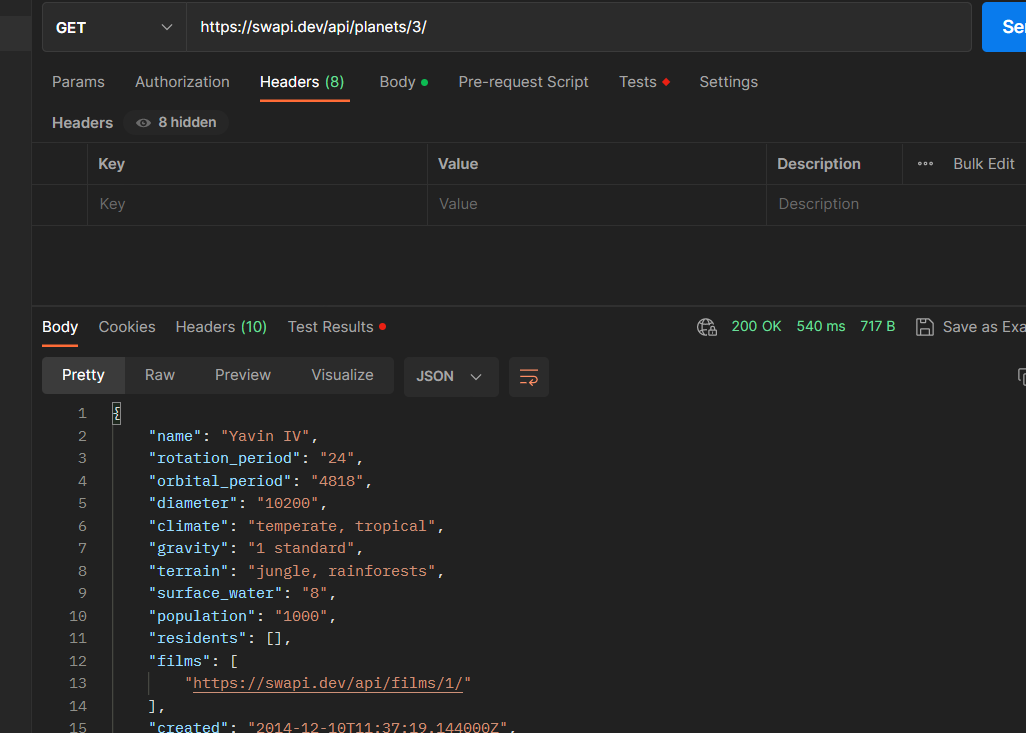 GET https://swapi.dev/api/planets/3/
Params Authorization Headers (8) Body Pre-request Script Tests Settings
Headers 8 hidden
Key Value Description Bulk Edit
Key Value Description
Body Cookies Headers (10) Test Results 200 OK 540 ms 717 B Save as Exa
Pretty Raw Preview Visualize JSON
1 {
2 "name": "Yavin IV",
3 "rotation_period": "24",
4 "orbital_period": "4818",
5 "diameter": "10200",
6 "climate": "temperate, tropical",
7 "gravity": "1 standard",
8 "terrain": "jungle, rainforests",
9 "surface_water": "8",
10 "population": "1000",
11 "residents": [],
12 "films": [
13 "https://swapi.dev/api/films/1/"
14 ],
15 "created": "2014-12-10T11:37:19.144000Z",